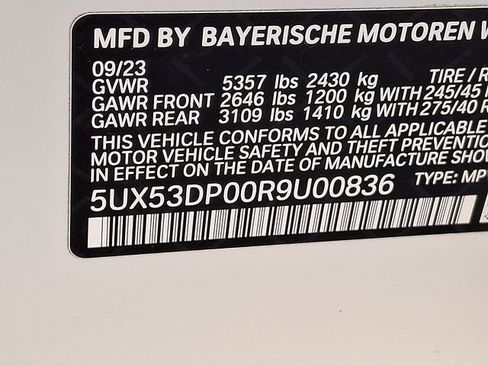 MFD BY BAYERISCHE MOTOREN W
09/23
GVWR 5357 lbs 2430 kg TIRE / R
GAWR FRONT 2646 lbs 1200 kg WITH 245/45
GAWR REAR 3109 lbs 1410 kg WITH 275/40
THIS VEHICLE CONFORMS TO ALL APPLICABLE
MOTOR VEHICLE SAFETY AND THEFT PREVENTIO
IN EFFECT ON THE DATE OF MANUFACTURE SHO
5UX53DP00R9U00836 TYPE: MP